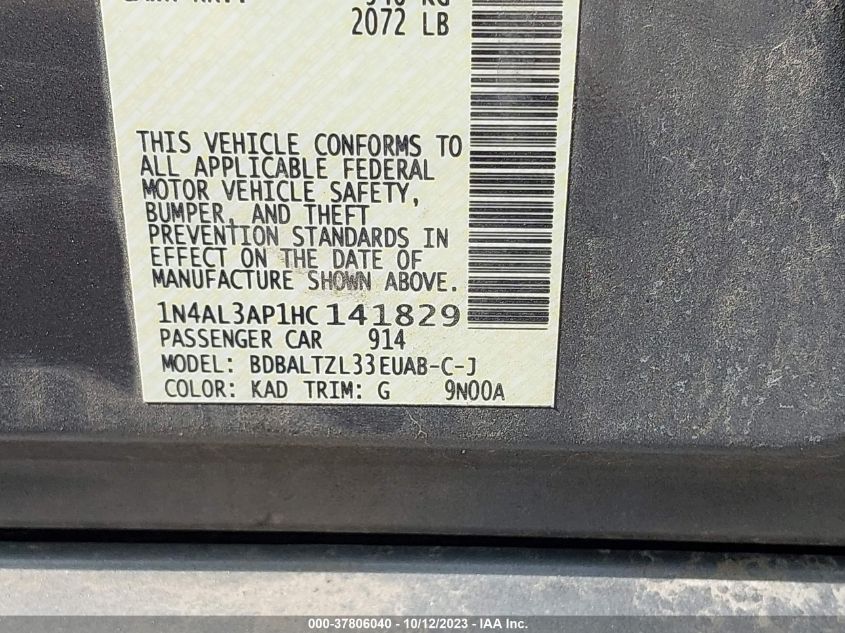 2072 LB
THIS VEHICLE CONFORMS TO
ALL APPLICABLE FEDERAL
MOTOR VEHICLE SAFETY,
BUMPER, AND THEFT
PREVENTION STANDARDS IN
EFFECT ON THE DATE OF
MANUFACTURE SHOWN ABOVE.
1N4AL3AP1HC141829
PASSENGER CAR 914
MODEL: BDBALTZL33EUAB-C-J
COLOR: KAD TRIM: G 9N00A
000-37806040 - 10/12/2023 - IAA Inc.